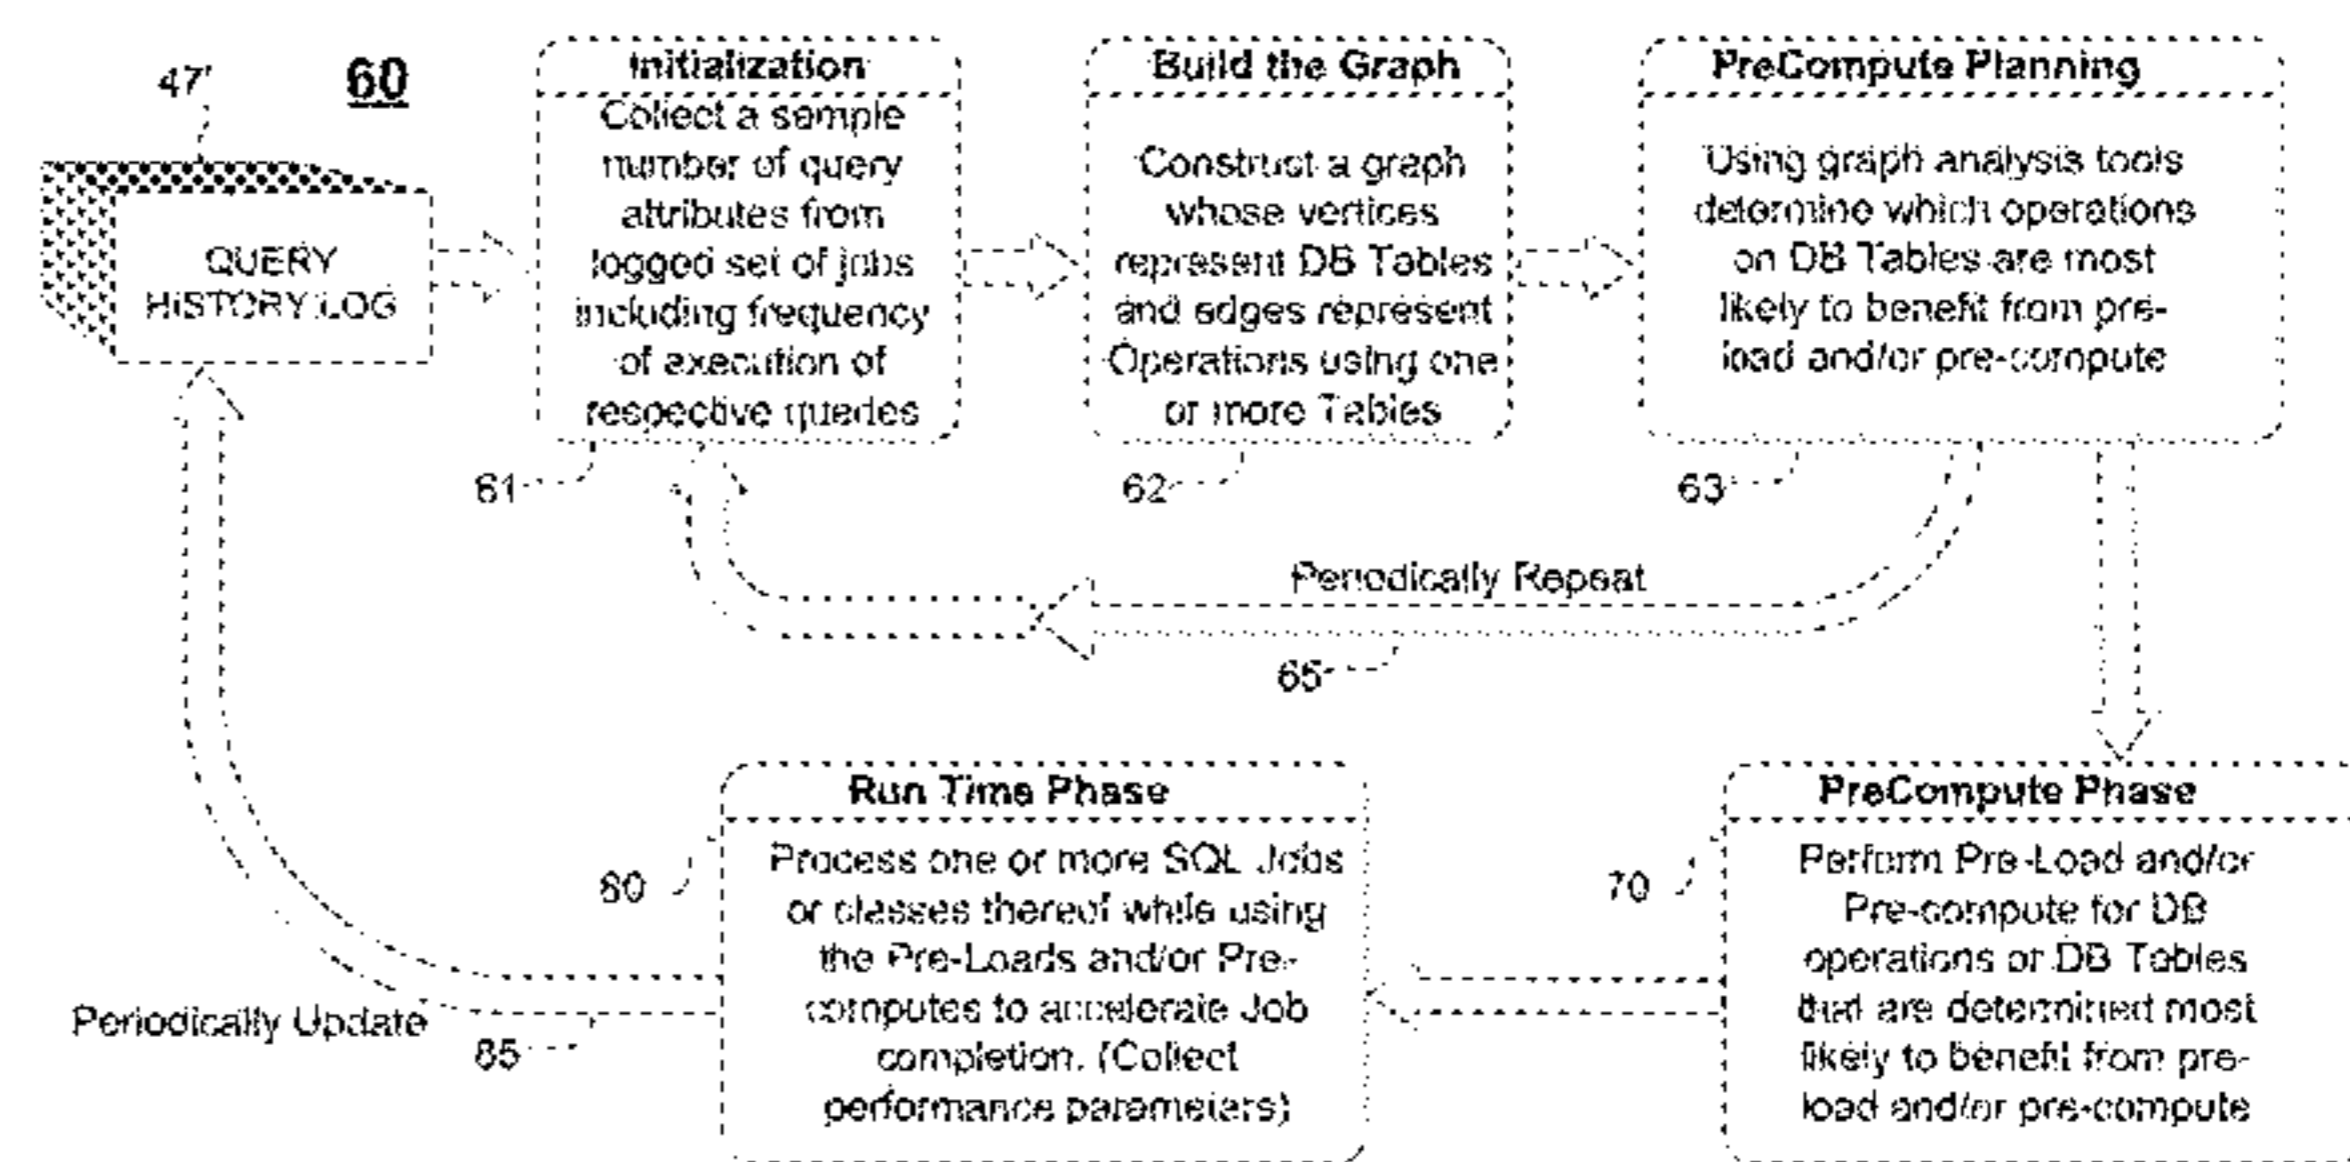 47'
60
QUERY
HISTORY LOG
Initialization
Collect a sample
number of query
attributes from
logged set of jobs
including frequency
of execution of
respective queries
61
Build the Graph
Construct a graph
whose vertices
represent DB Tables
and edges represent
Operations using one
or more Tables
62
PreCompute Planning
Using graph analysis tools
determine which operations
on DB Tables are most
likely to benefit from pre-
load and/or pre-compute
63
Periodically Repeat
65
Run Time Phase
Process one or more SQL Jobs
or classes thereof while using
the Pre-Loads and/or Pre-
computes to accelerate Job
completion. (Collect
performance parameters)
80
PreCompute Phase
Perform Pre-Load and/or
Pre-compute for DB
operations or DB Tables
that are determined most
likely to benefit from pre-
load and/or pre-compute
70
Periodically Update
85